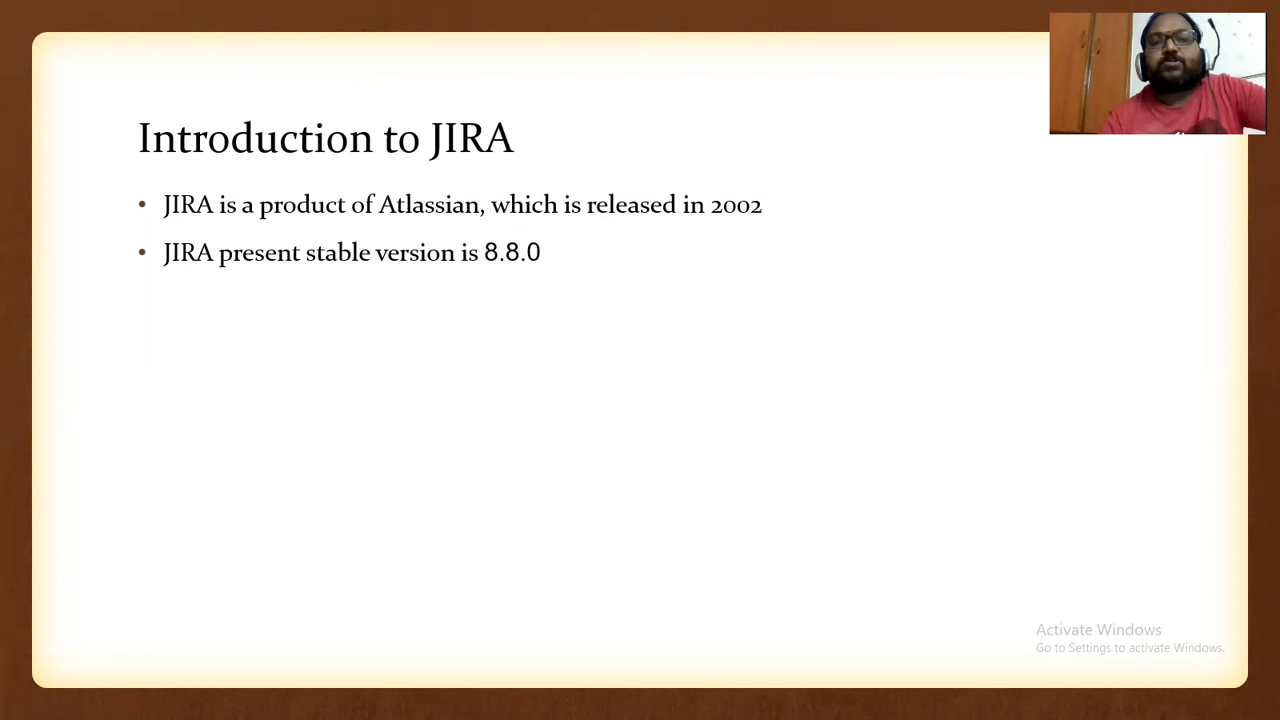 Introduction to JIRA
• JIRA is a product of Atlassian, which is released in 2002
• JIRA present stable version is 8.8.0
Activate Windows
Go to Settings to activate Windows.